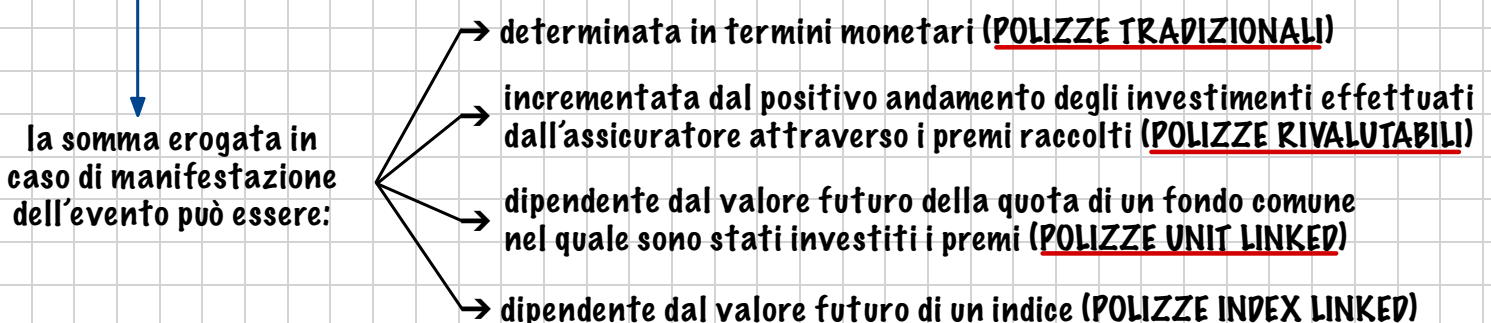 determinata in termini monetari (POLIZZE TRADIZIONALI)
incrementata dal positivo andamento degli investimenti effettuati
dall'assicuratore attraverso i premi raccolti (POLIZZE RIVALUTABILI)
la somma erogata in
caso di manifestazione
dell'evento può essere:
dipendente dal valore futuro della quota di un fondo comune
nel quale sono stati investiti i premi (POLIZZE UNIT LINKED)
dipendente dal valore futuro di un indice (POLIZZE INDEX LINKED)